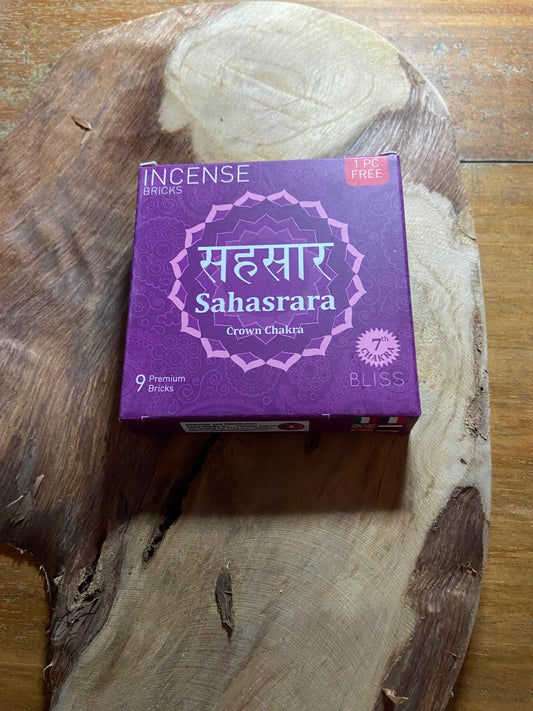 INCENSE
BRICKS
1 PC
FREE
सहसार
Sahasrara
Crown Chakra
7th
CHAKRA
9 Premium
Bricks
BLISS